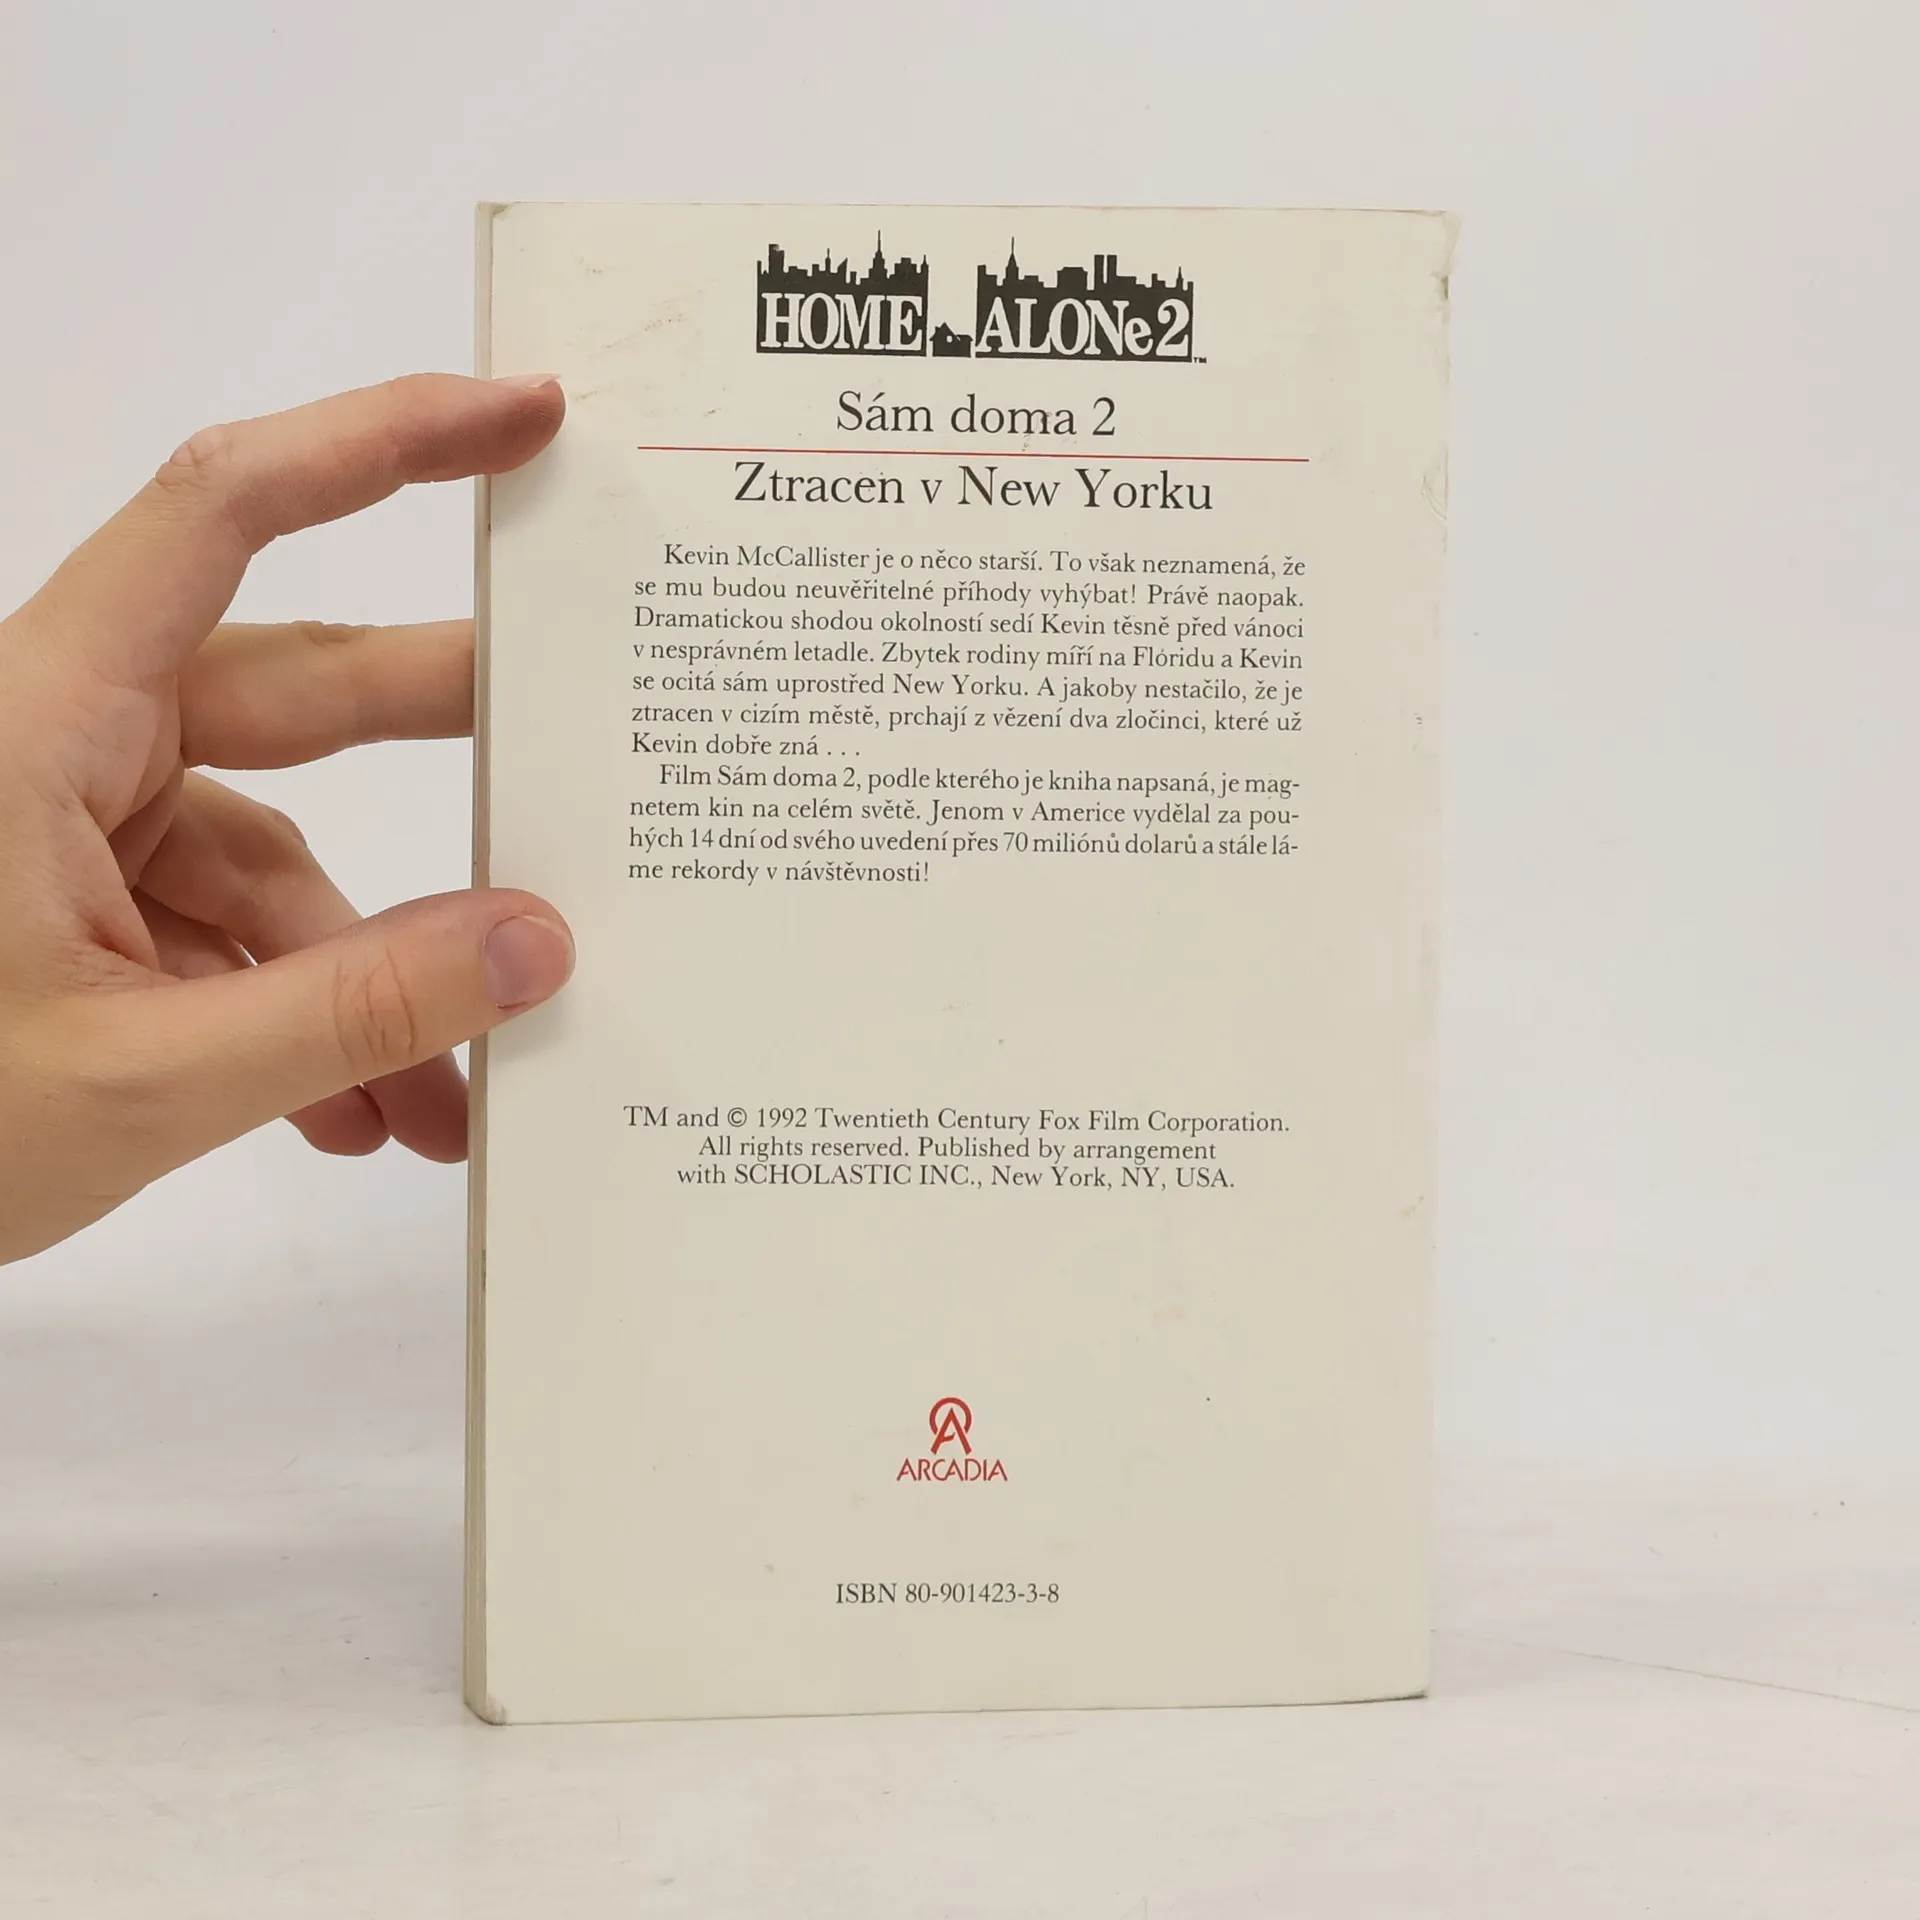 HOME ALONe 2™
Sám doma 2
Ztracen v New Yorku
Kevin McCallister je o něco starší. To však neznamená, že
se mu budou neuvěřitelné příhody vyhýbat! Právě naopak.
Dramatickou shodou okolností sedí Kevin těsně před vánoci
v nesprávném letadle. Zbytek rodiny míří na Floridu a Kevin
se ocitá sám uprostřed New Yorku. A jakoby nestačilo, že je
ztracen v cizím městě, prchají z vězení dva zločinci, které už
Kevin dobře zná . . .
Film Sám doma 2, podle kterého je kniha napsaná, je mag-
netem kin na celém světě. Jenom v Americe vydělal za pou-
hých 14 dní od svého uvedení přes 70 miliónů dolarů a stále lá-
me rekordy v návštěvnosti!
TM and © 1992 Twentieth Century Fox Film Corporation.
All rights reserved. Published by arrangement
with SCHOLASTIC INC., New York, NY, USA.
ARCADIA
ISBN 80-901423-3-8